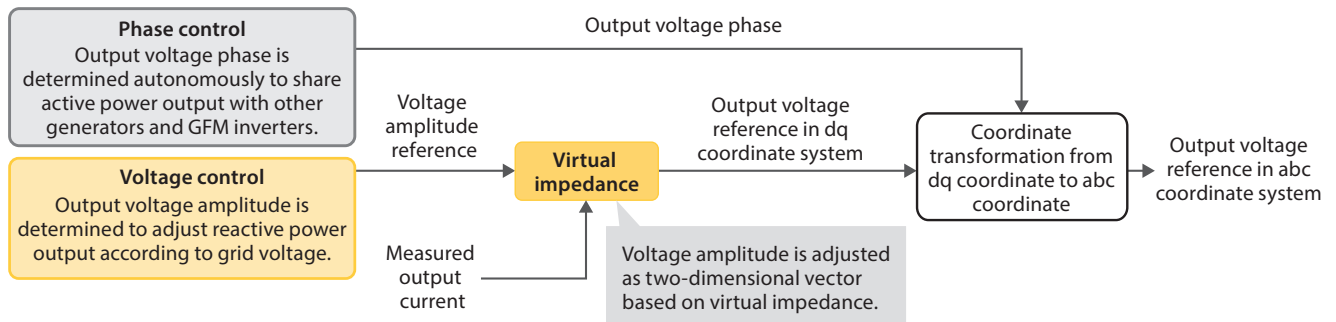 Phase control
Output voltage phase is
determined autonomously to share
active power output with other
generators and GFM inverters.
Output voltage phase
Voltage control
Output voltage amplitude is
determined to adjust reactive power
output according to grid voltage.
Voltage
amplitude
reference
Measured
output
current
Virtual
impedance
Voltage amplitude is adjusted
as two-dimensional vector
based on virtual impedance.
Output voltage
reference in dq
coordinate system
Coordinate
transformation from
dq coordinate to abc
coordinate
Output voltage
reference in abc
coordinate system